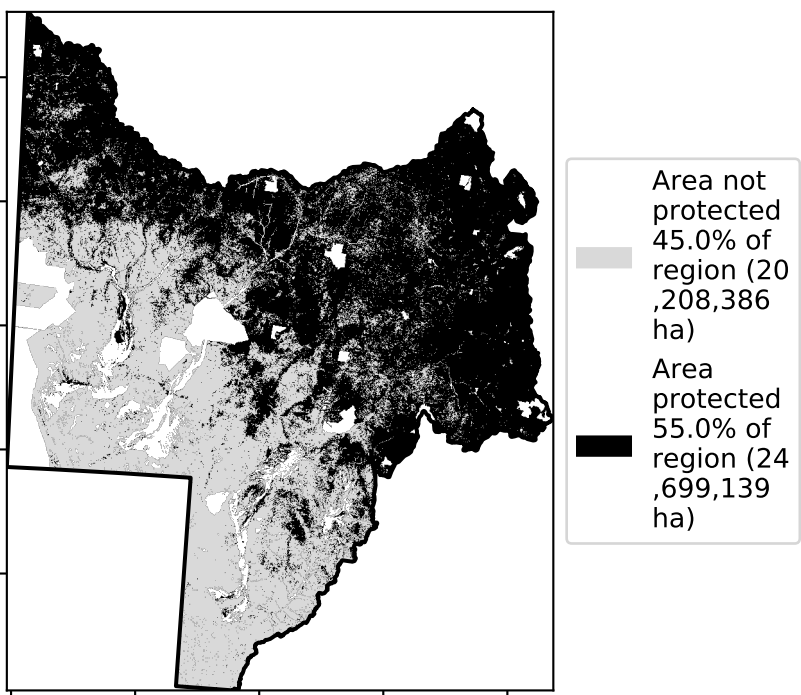 Area not
protected
45.0% of
region (20
,208,386
ha)
Area
protected
55.0% of
region (24
,699,139
ha)